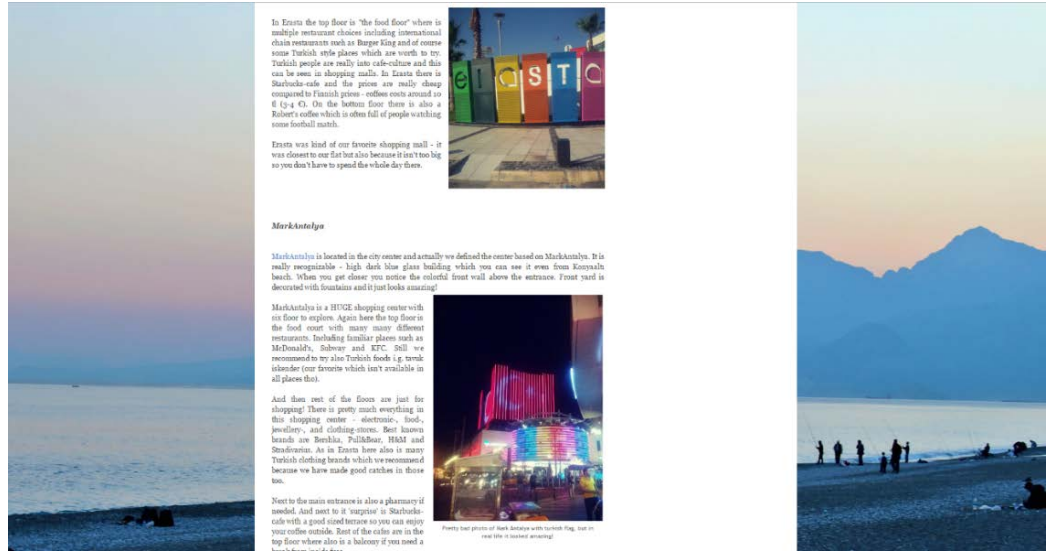 In Erasta the top floor is "the food floor" where is
multiple restaurant choices including international
chain restaurants such as Burger King and of course
some Turkish style places which are worth to try.
Turkish people are really into cafe-culture and this
can be seen in shopping malls. In Erasta there is
Starbucks-cafe and the prices are really cheap
compared to Finnish prices - coffees costs around 10
tl (3-4 €). On the bottom floor there is also a
Robert's coffee which is often full of people watching
some football match.
Erasta was kind of our favorite shopping mall - it
was closest to our flat but also because it isn't too big
so you don't have to spend the whole day there.
eraSTa
MarkAntalya
MarkAntalya is located in the city center and actually we defined the center based on MarkAntalya. It is
really recognizable - high dark blue glass building which you can see it even from Konyaalti
beach. When you get closer you notice the colorful front wall above the entrance. Front yard is
decorated with fountains and it just looks amazing!
MarkAntalya is a HUGE shopping center with
six floor to explore. Again here the top floor is
the food court with many many different
restaurants. Including familiar places such as
McDonald's, Subway and KFC. Still we
recommend to try also Turkish foods i.g. tavuk
iskender (our favorite which isn't available in
all places tho).
And then rest of the floors are just for
shopping! There is pretty much everything in
this shopping center - electronic-, food-,
jewellery-, and clothing-stores. Best known
brands are Bershka, Pull&Bear, H&M and
Stradivarius. As in Erasta here also is many
Turkish clothing brands which we recommend
because we have made good catches in those
too.
Next to the main entrance is also a pharmacy if
needed. And next to it 'surprise' is Starbucks-
cafe with a good sized terrace so you can enjoy
your coffee outside. Rest of the cafes are in the
top floor where also is a balcony if you need a
Pretty bad photo of Mark Antalya with turkish flag, but in
real life it looked amazing!